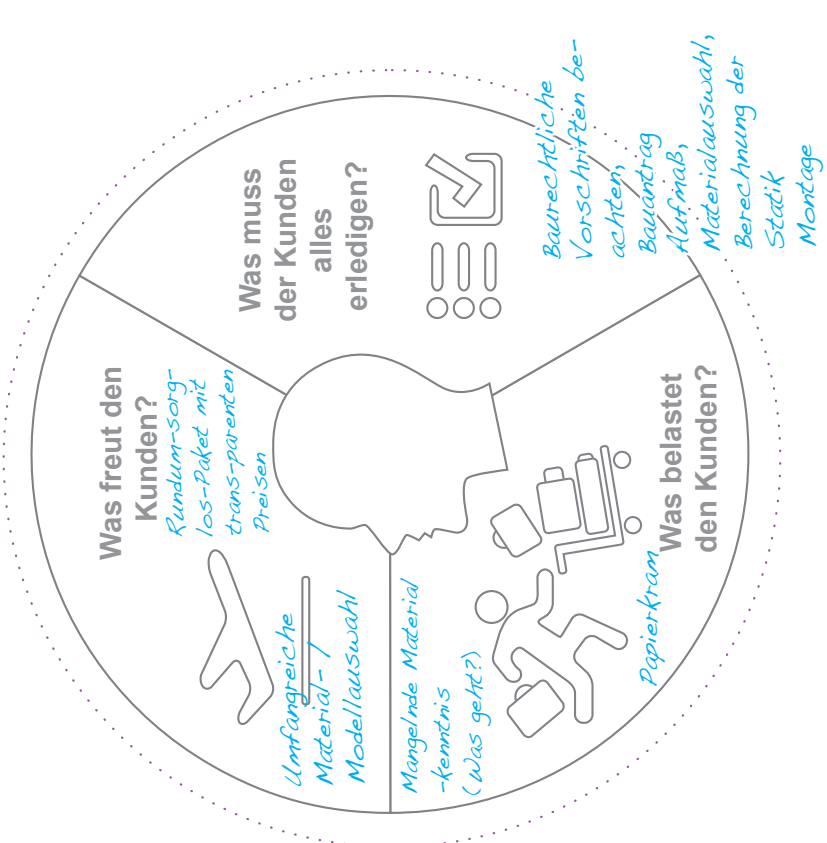 Was freut den
Kunden?
Rundum-sorg-
los-Paket mit
trans-parenten
Preisen
Umfangreiche
Material- /
Modellauswahl
Was muss
der Kunden
alles
erledigen?
Baurechtliche
Vorschriften be-
achten,
Bauantrag
Aufmaß,
Materialauswahl,
Berechnung der
Statik
Montage
Was belastet
den Kunden?
Mangelnde Material
-kenntnis
(Was geht?)
Papierkram